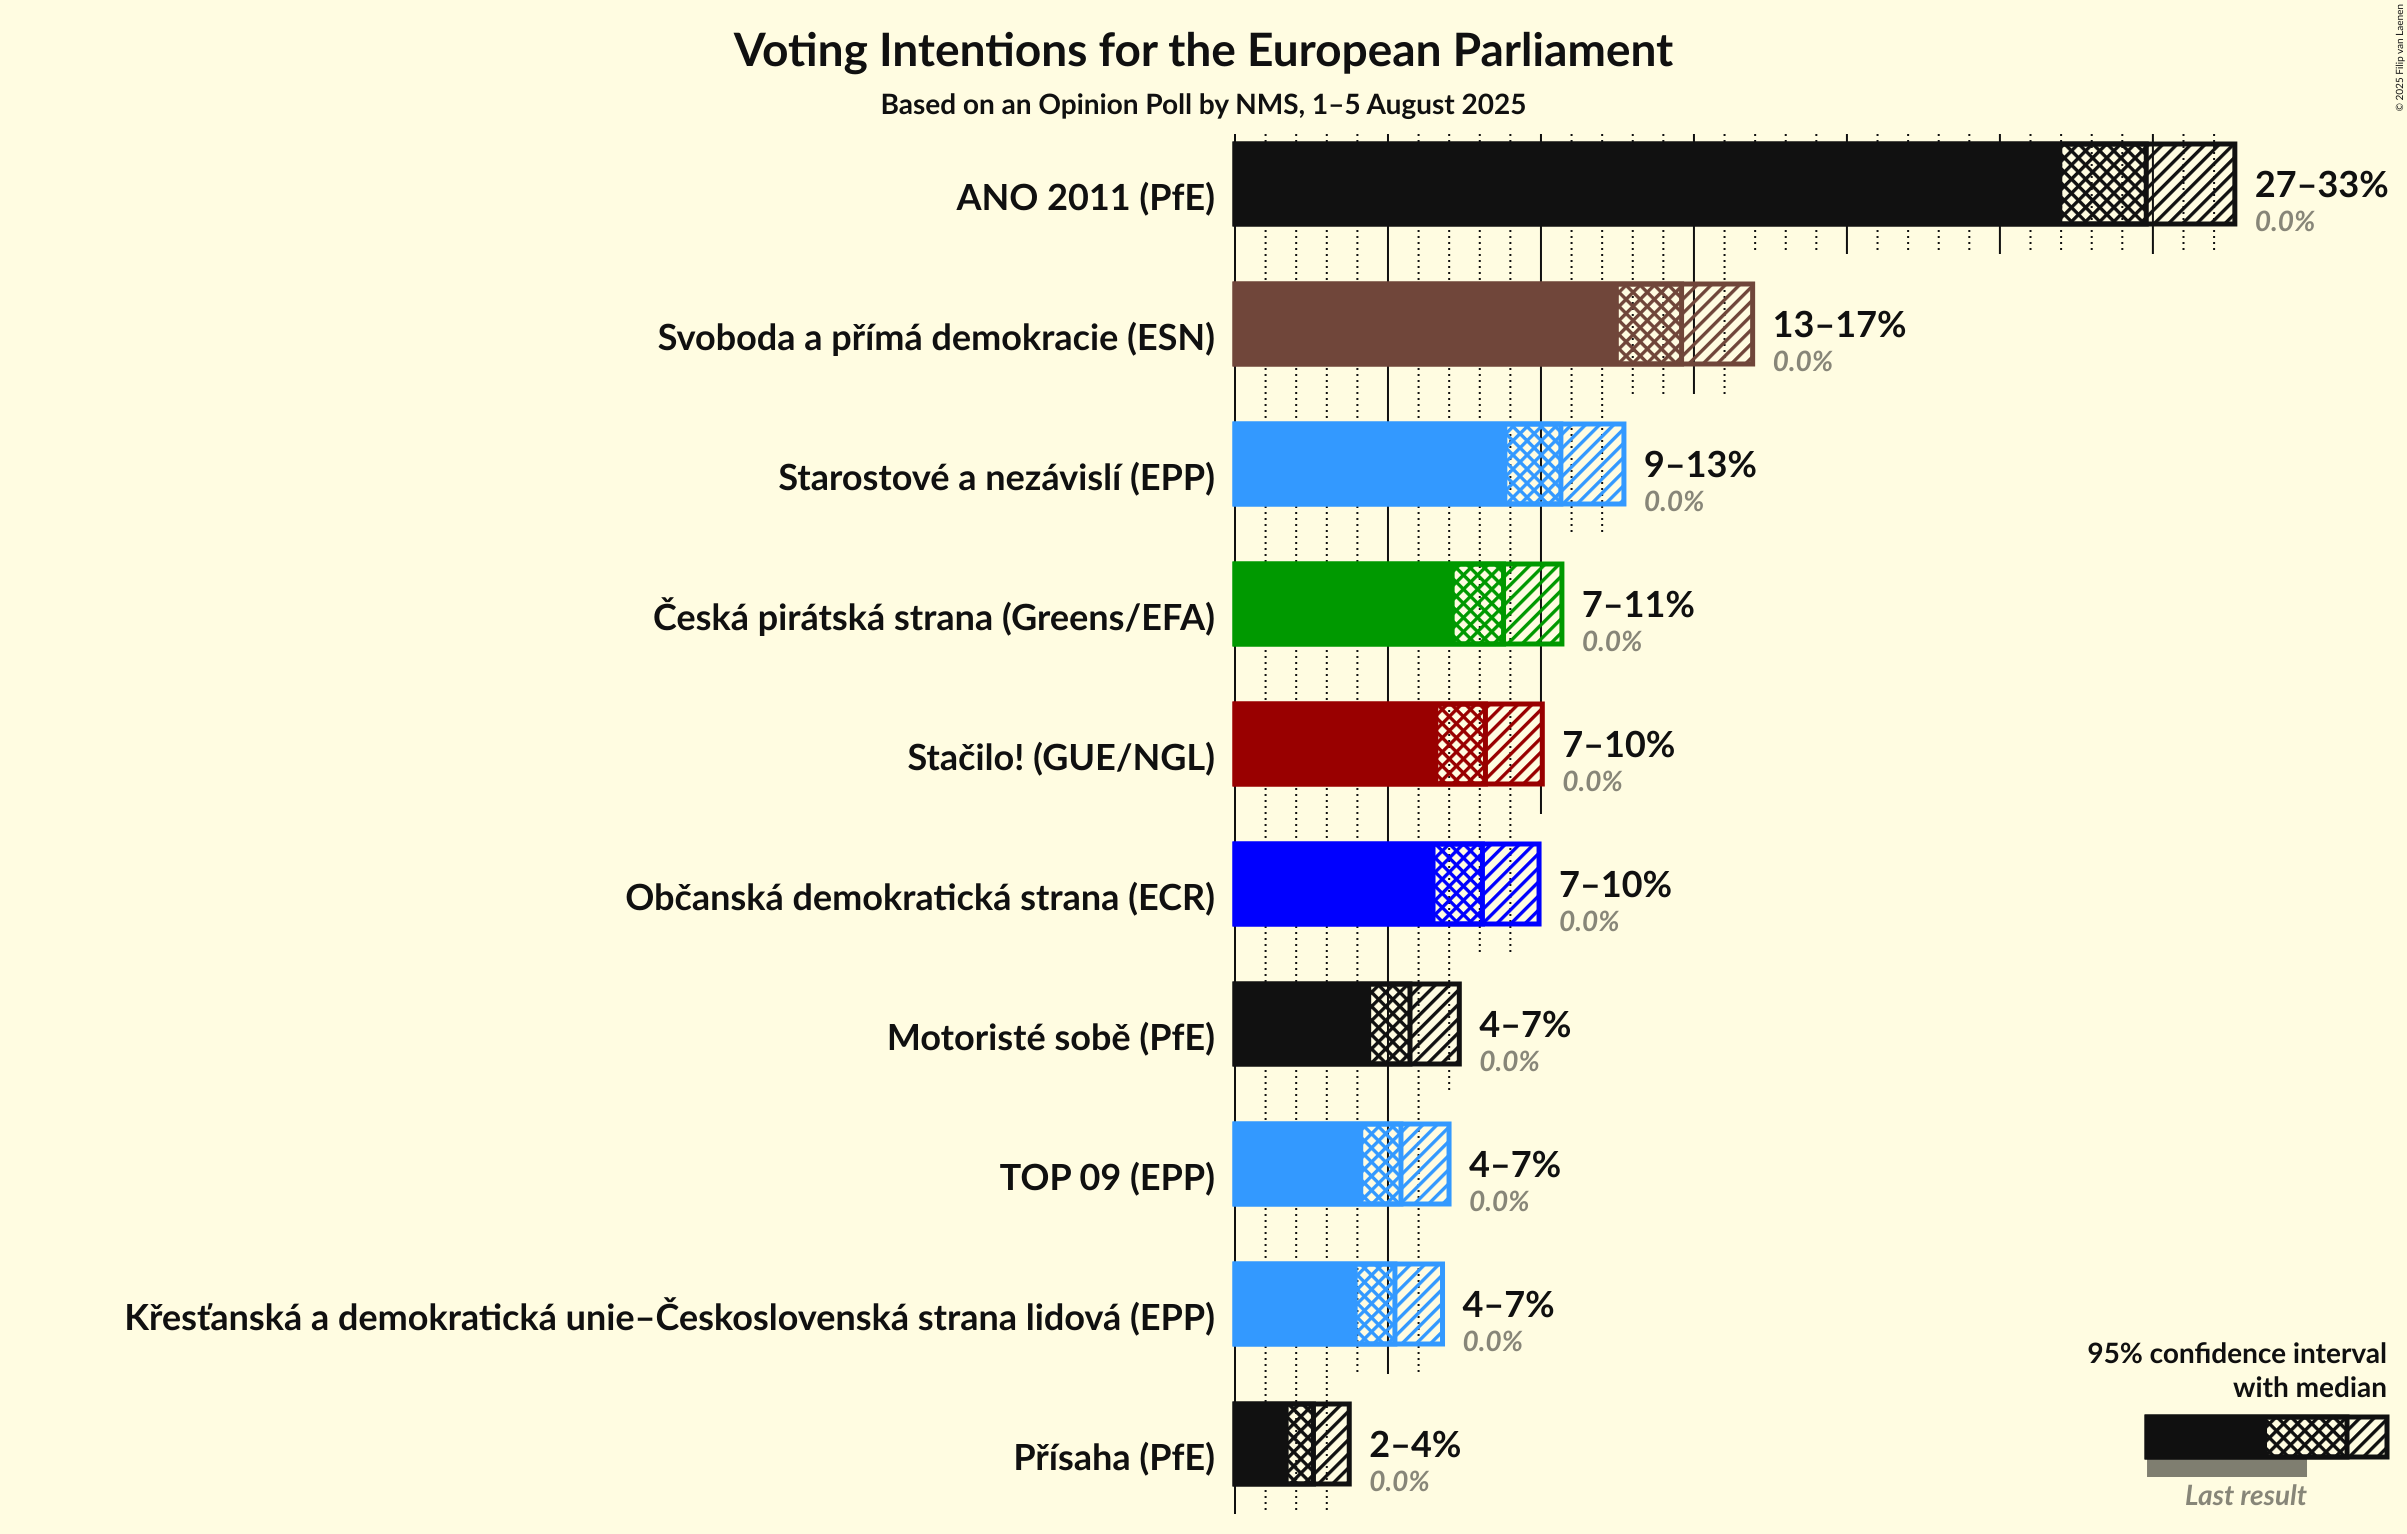 Voting Intentions for the European Parliament
Based on an Opinion Poll by NMS, 1–5 August 2025
© 2025 Filip van Laenen
ANO 2011 (PfE)
27–33%
0.0%
Svoboda a přímá demokracie (ESN)
13–17%
0.0%
Starostové a nezávislí (EPP)
9–13%
0.0%
Česká pirátská strana (Greens/EFA)
7–11%
0.0%
Stačilo! (GUE/NGL)
7–10%
0.0%
Občanská demokratická strana (ECR)
7–10%
0.0%
Motoristé sobě (PfE)
4–7%
0.0%
TOP 09 (EPP)
4–7%
0.0%
Křesťanská a demokratická unie–Československá strana lidová (EPP)
4–7%
0.0%
Přísaha (PfE)
2–4%
0.0%
95% confidence interval
with median
Last result